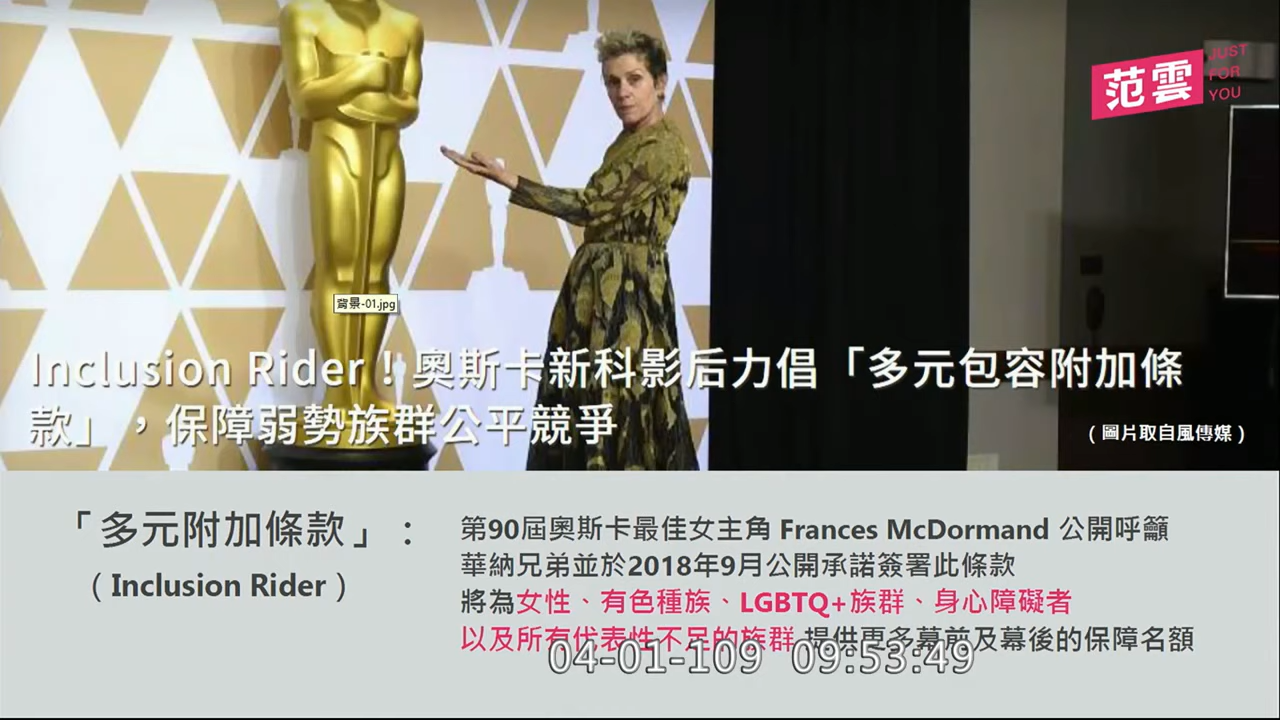 范雲
JUST
FOR
YOU
背景-01.jpg
Inclusion Rider！奧斯卡新科影后力倡「多元包容附加條
款」，保障弱勢族群公平競爭
（圖片取自風傳媒）
「多元附加條款」：
（Inclusion Rider）
第90屆奧斯卡最佳女主角 Frances McDormand 公開呼籲
華納兄弟並於2018年9月公開承諾簽署此條款
將為女性、有色種族、LGBTQ+族群、身心障礙者
以及所有代表性不足的族群 提供更多幕前及幕後的保障名額
04-01-109 09:53:49